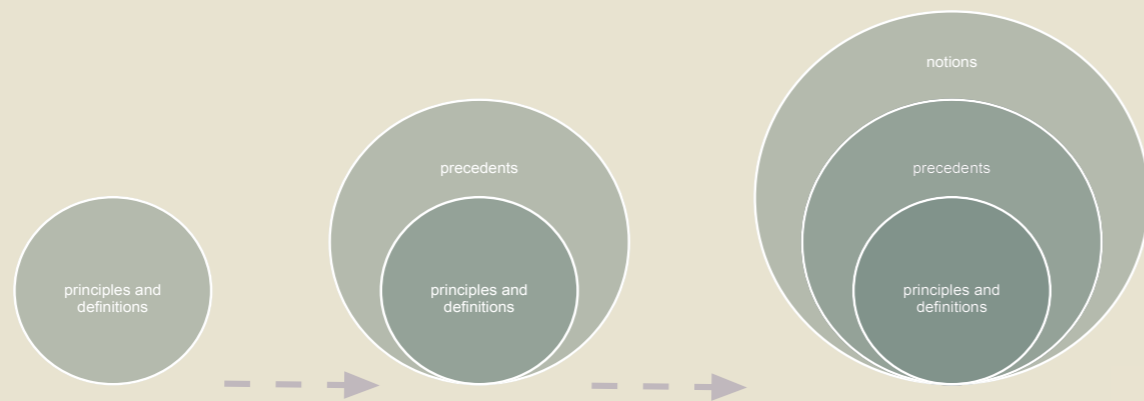 principles and
definitions
precedents
principles and
definitions
notions
precedents
principles and
definitions